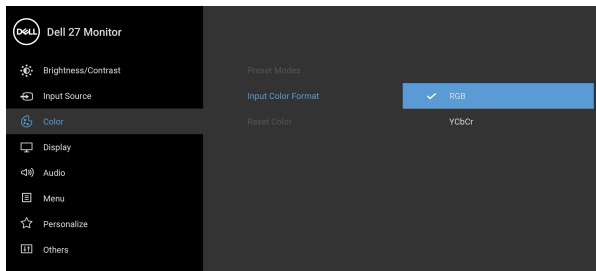 DELL Dell 27 Monitor
Brightness/Contrast Preset Modes
Input Source Input Color Format RGB
Color Reset Color YCbCr
Display
Audio
Menu
Personalize
Others